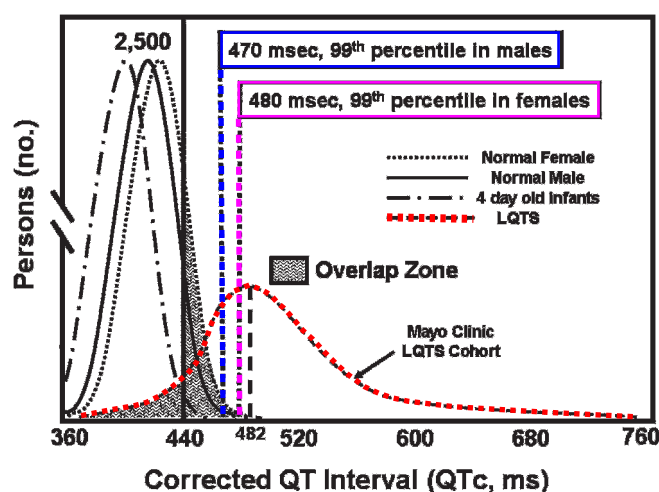 2,500
470 msec, 99th percentile in males
480 msec, 99th percentile in females
Persons (no.)
Normal Female
Normal Male
4 day old infants
LQTS
Overlap Zone
Mayo Clinic
LQTS Cohort
360 440 482 520 600 680 760
Corrected QT Interval (QTc, ms)